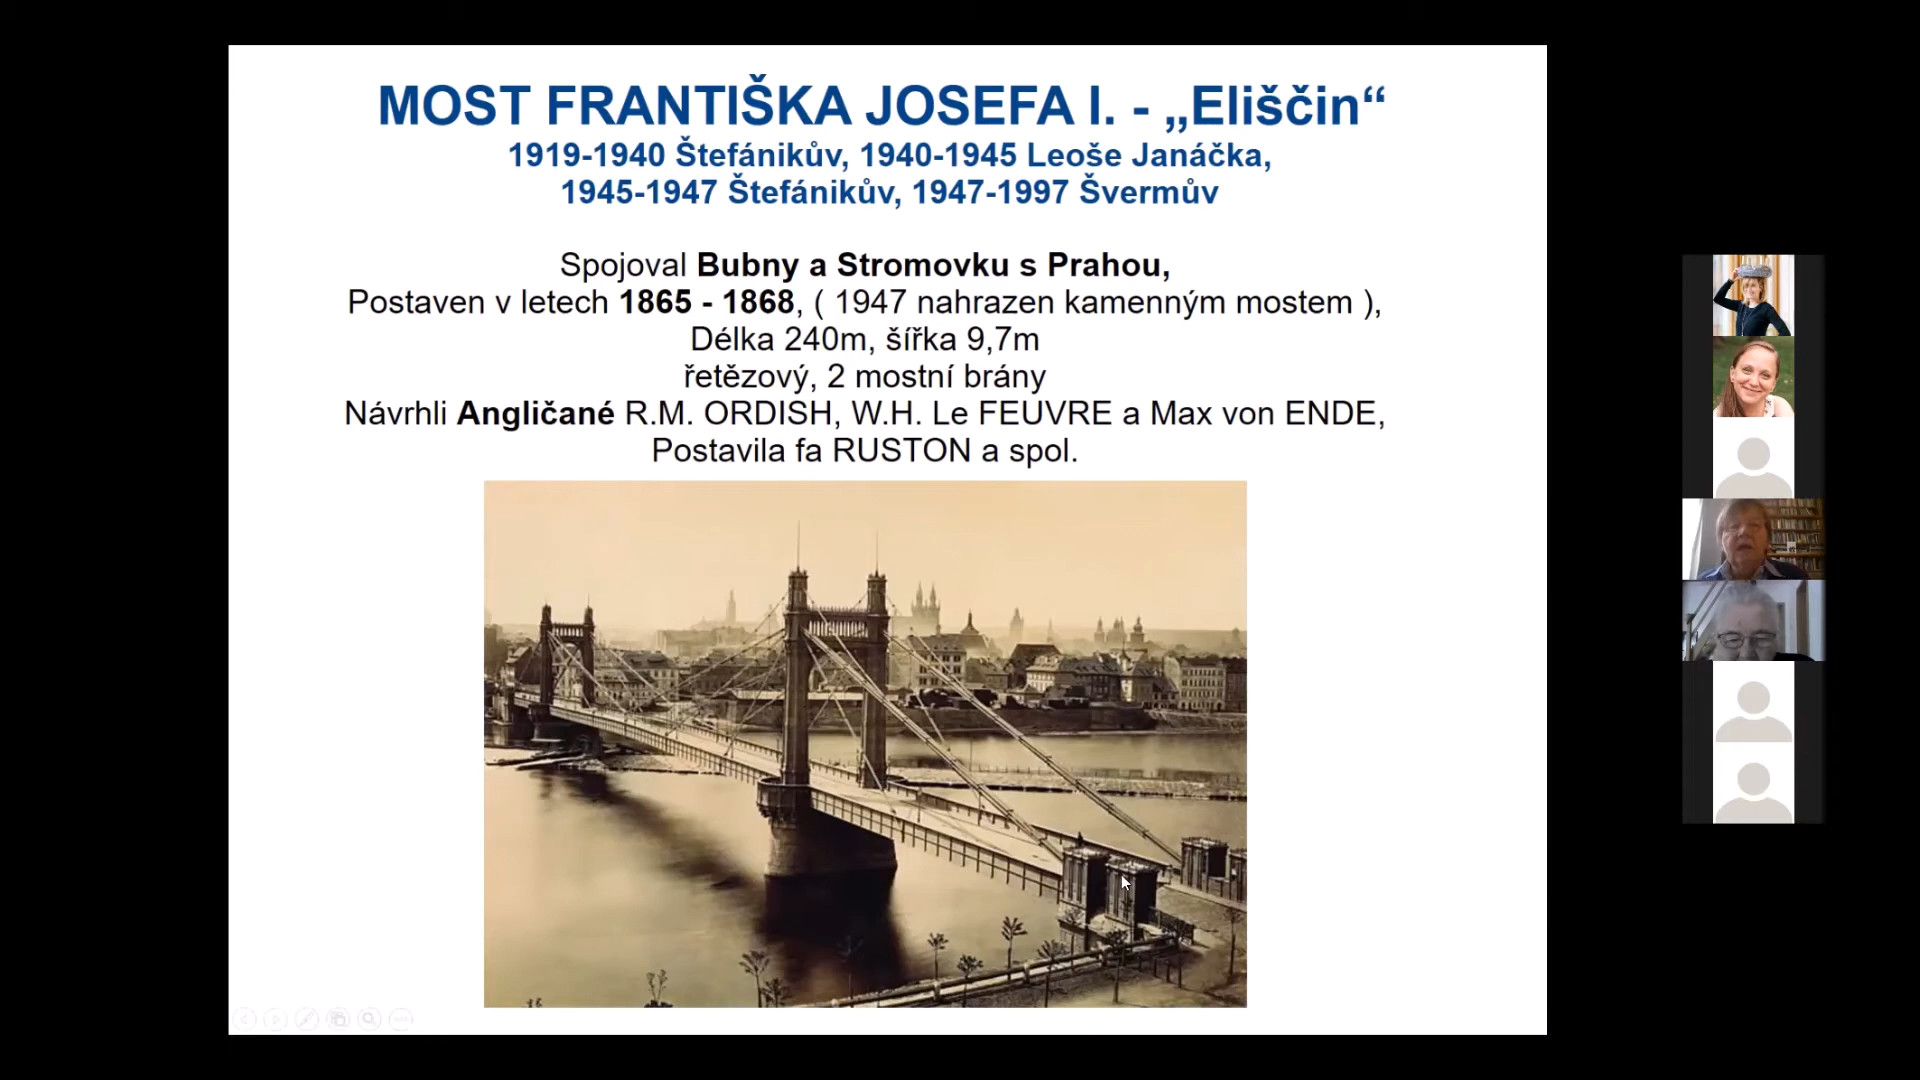 MOST FRANTIŠKA JOSEFA I. - „Eliščin“
1919-1940 Štefánikův, 1940-1945 Leoše Janáčka,
1945-1947 Štefánikův, 1947-1997 Švermův
Spojoval Bubny a Stromovku s Prahou,
Postaven v letech 1865 - 1868, ( 1947 nahrazen kamenným mostem ),
Délka 240m, šířka 9,7m
řetězový, 2 mostní brány
Návrhli Angličané R.M. ORDISH, W.H. Le FEUVRE a Max von ENDE,
Postavila fa RUSTON a spol.